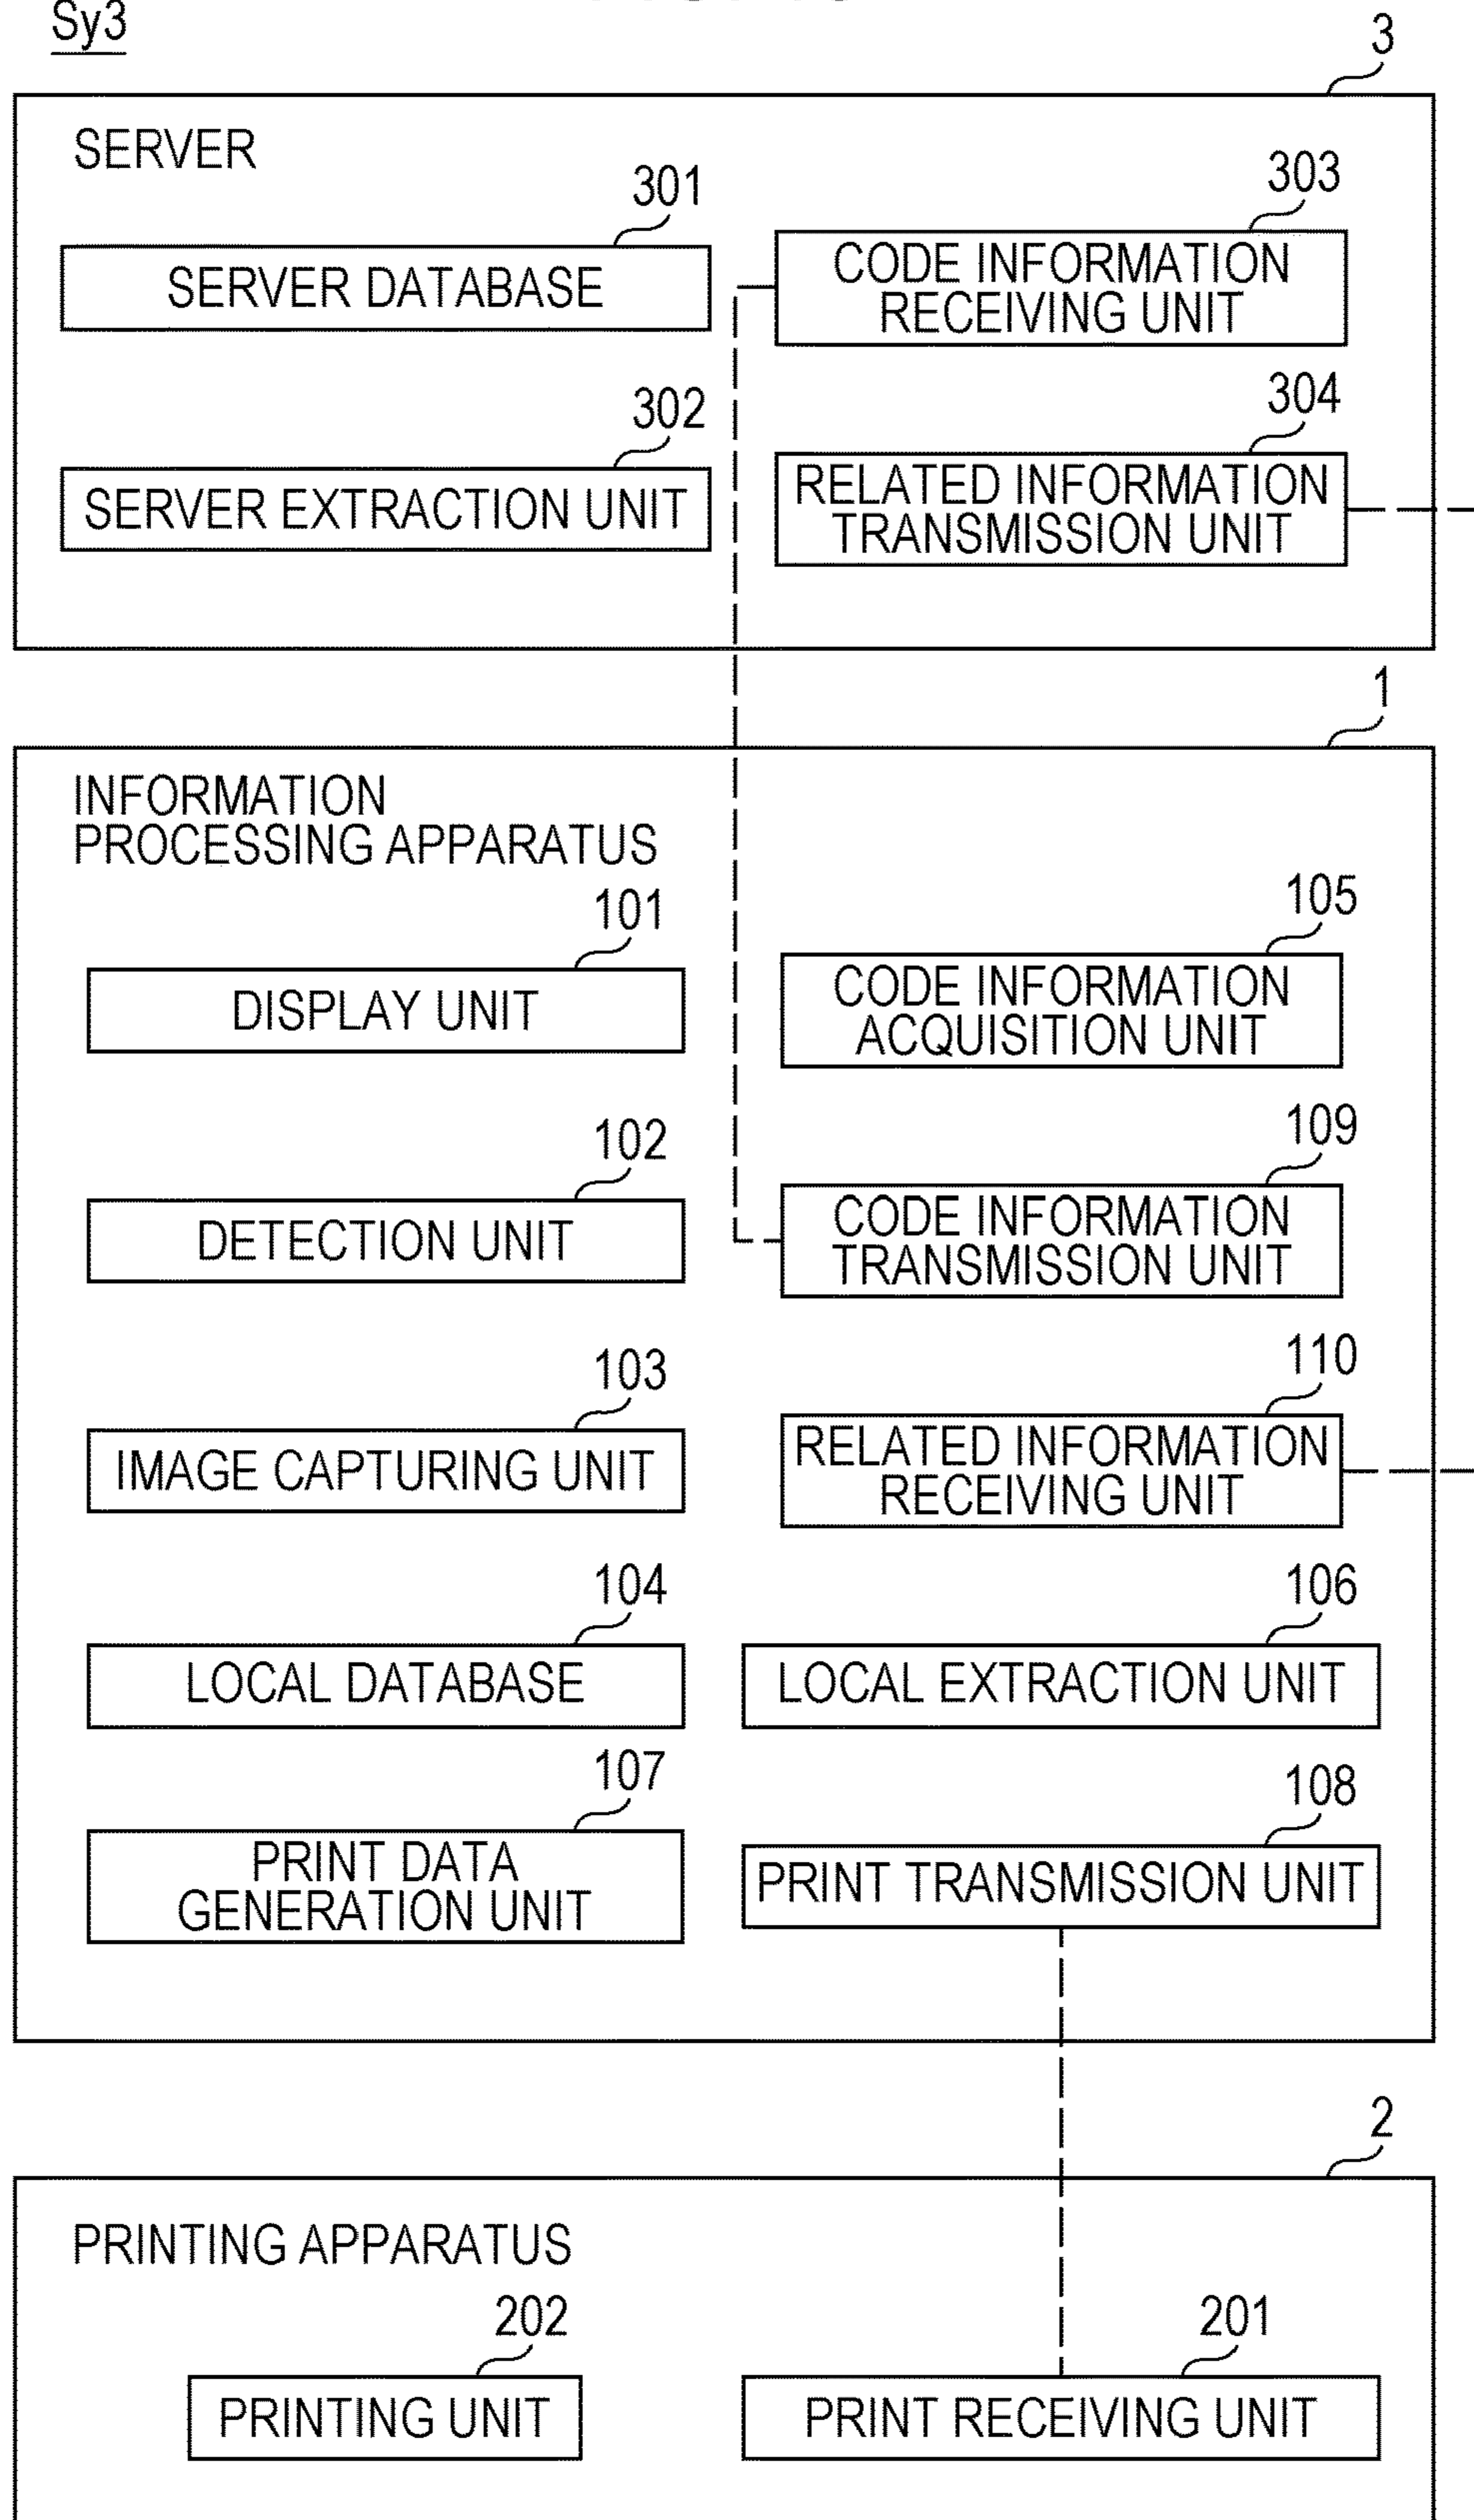 Sy3
3
SERVER
301
SERVER DATABASE
303
CODE INFORMATION
RECEIVING UNIT
302
SERVER EXTRACTION UNIT
304
RELATED INFORMATION
TRANSMISSION UNIT
1
INFORMATION
PROCESSING APPARATUS
101
DISPLAY UNIT
105
CODE INFORMATION
ACQUISITION UNIT
102
DETECTION UNIT
109
CODE INFORMATION
TRANSMISSION UNIT
103
IMAGE CAPTURING UNIT
110
RELATED INFORMATION
RECEIVING UNIT
104
LOCAL DATABASE
106
LOCAL EXTRACTION UNIT
107
PRINT DATA
GENERATION UNIT
108
PRINT TRANSMISSION UNIT
2
PRINTING APPARATUS
202
PRINTING UNIT
201
PRINT RECEIVING UNIT